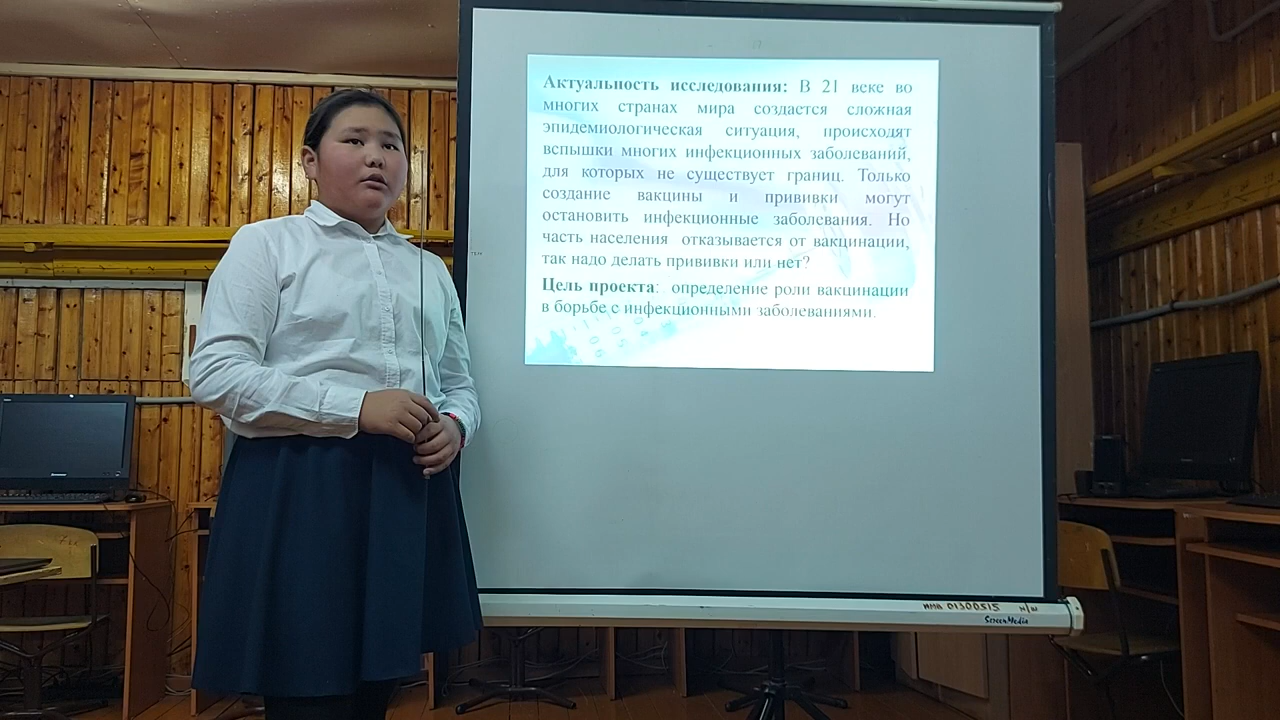 Актуальность исследования: В 21 веке во
многих странах мира создается сложная
эпидемиологическая ситуация, происходят
вспышки многих инфекционных заболеваний,
для которых не существует границ. Только
создание вакцины и прививки могут
остановить инфекционные заболевания. Но
часть населения отказывается от вакцинации,
так надо делать прививки или нет?
Цель проекта: определение роли вакцинации
в борьбе с инфекционными заболеваниями.
ScreenMedia